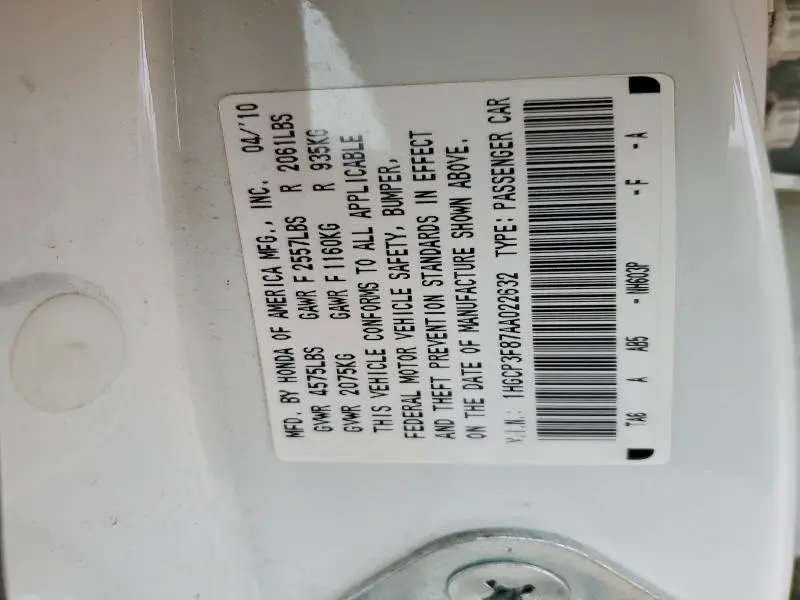 MFD. BY HONDA OF AMERICA MFG., INC. 04/'10
GVWR 4575LBS GAWR F 2557LBS R 2061LBS
GVWR 2075KG GAWR F 1160KG R 935KG
THIS VEHICLE CONFORMS TO ALL APPLICABLE
FEDERAL MOTOR VEHICLE SAFETY, BUMPER,
AND THEFT PREVENTION STANDARDS IN EFFECT
ON THE DATE OF MANUFACTURE SHOWN ABOVE.
V.I.N.: 1HGCP3F87AA022632 TYPE: PASSENGER CAR
TA6 A AB5 - NH603P - F - A